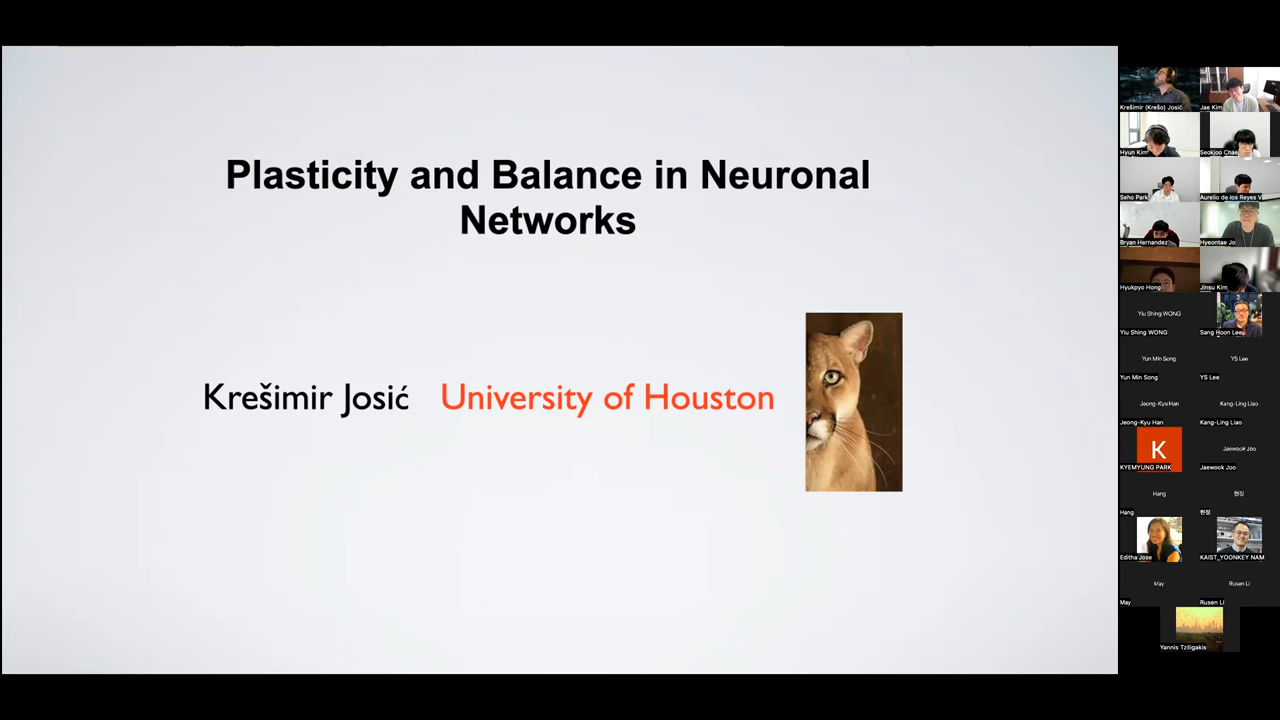 Plasticity and Balance in Neuronal
Networks
Krešimir Josić University of Houston
Krešimir (Krešo) Josić
Jae Kim
Hyun Kim
Seokjoo Chae
Seho Park
Aurelio de los Reyes V
Bryan Hernandez
Hyeontae Jo
Hyukpyo Hong
Jinsu Kim
Yiu Shing WONG
Yiu Shing WONG
Sang Hoon Lee
Yun Min Song
Yun Min Song
YS Lee
YS Lee
Jeong-Kyu Han
Jeong-Kyu Han
Kang-Ling Liao
Kang-Ling Liao
K
KYEMYUNG PARK
Jaewook Joo
Jaewook Joo
Hang
Hang
현정
현정
Editha Jose
KAIST_YOONKEY NAM
May
May
Rusen Li
Rusen Li
Yannis Tziligakis